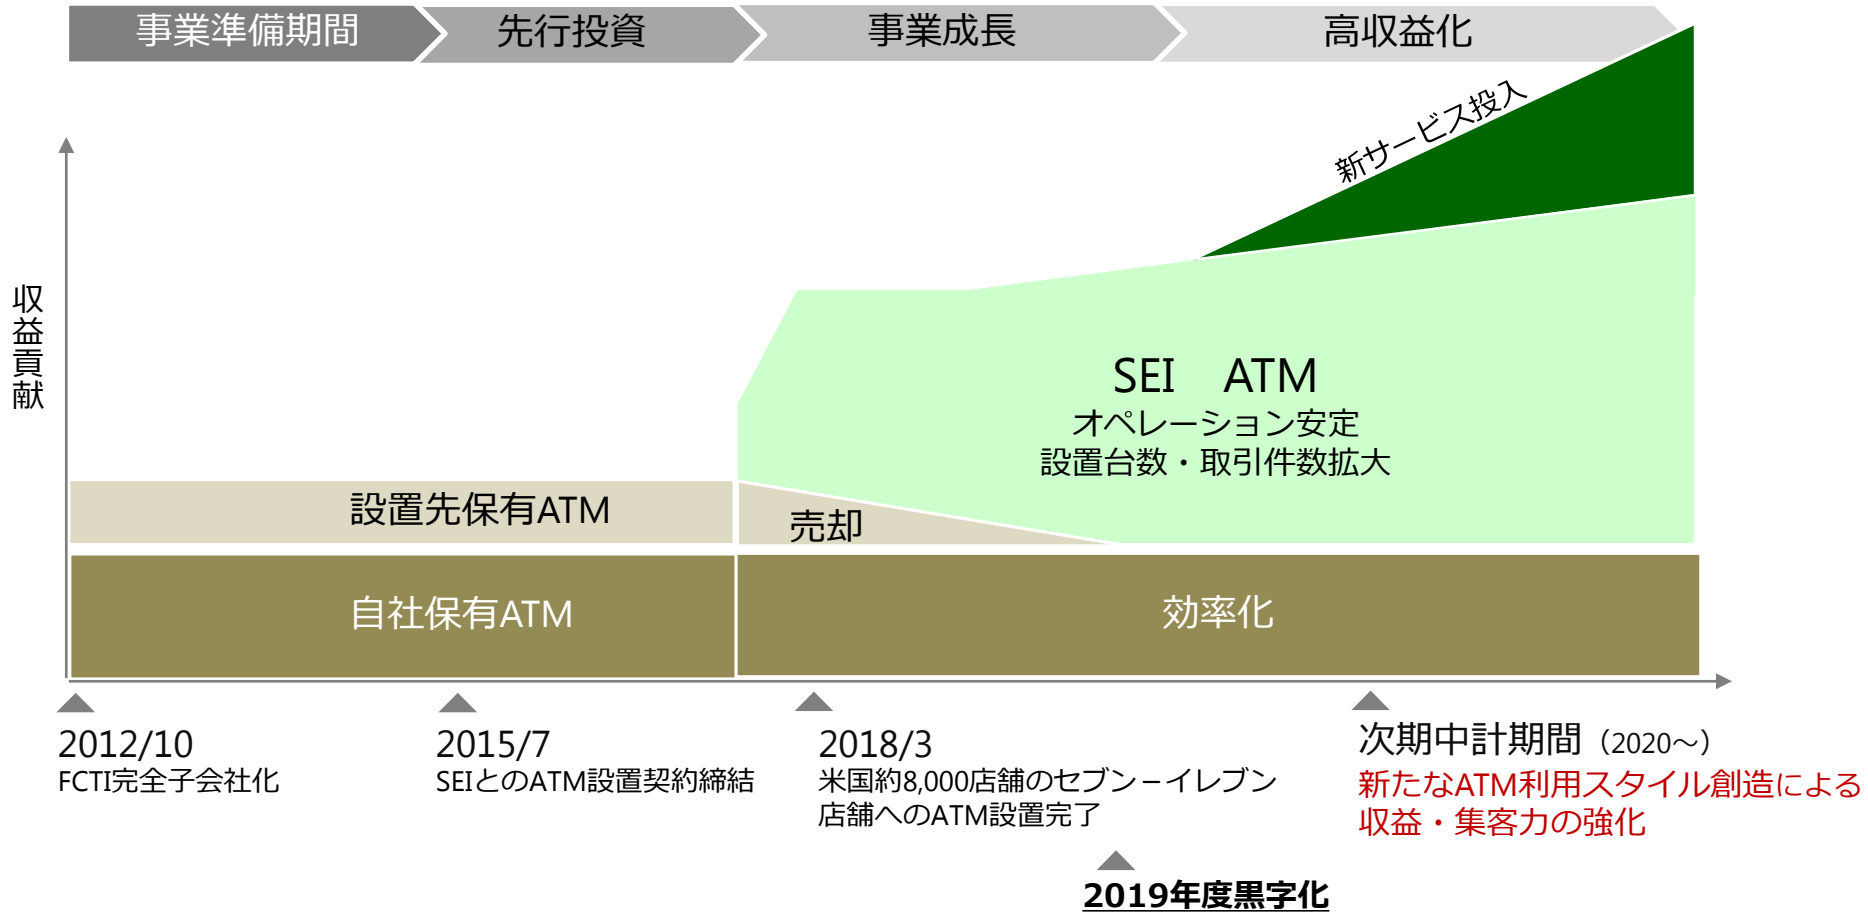 事業準備期間
先行投資
事業成長
高収益化
新サービス投入
収益貢献
SEI　ATM
オペレーション安定
設置台数・取引件数拡大
設置先保有ATM
売却
自社保有ATM
効率化
2012/10
FCTI完全子会社化
2015/7
SEIとのATM設置契約締結
2018/3
米国約8,000店舗のセブン－イレブン
店舗へのATM設置完了
次期中計期間（2020～）
新たなATM利用スタイル創造による
収益・集客力の強化
2019年度黒字化